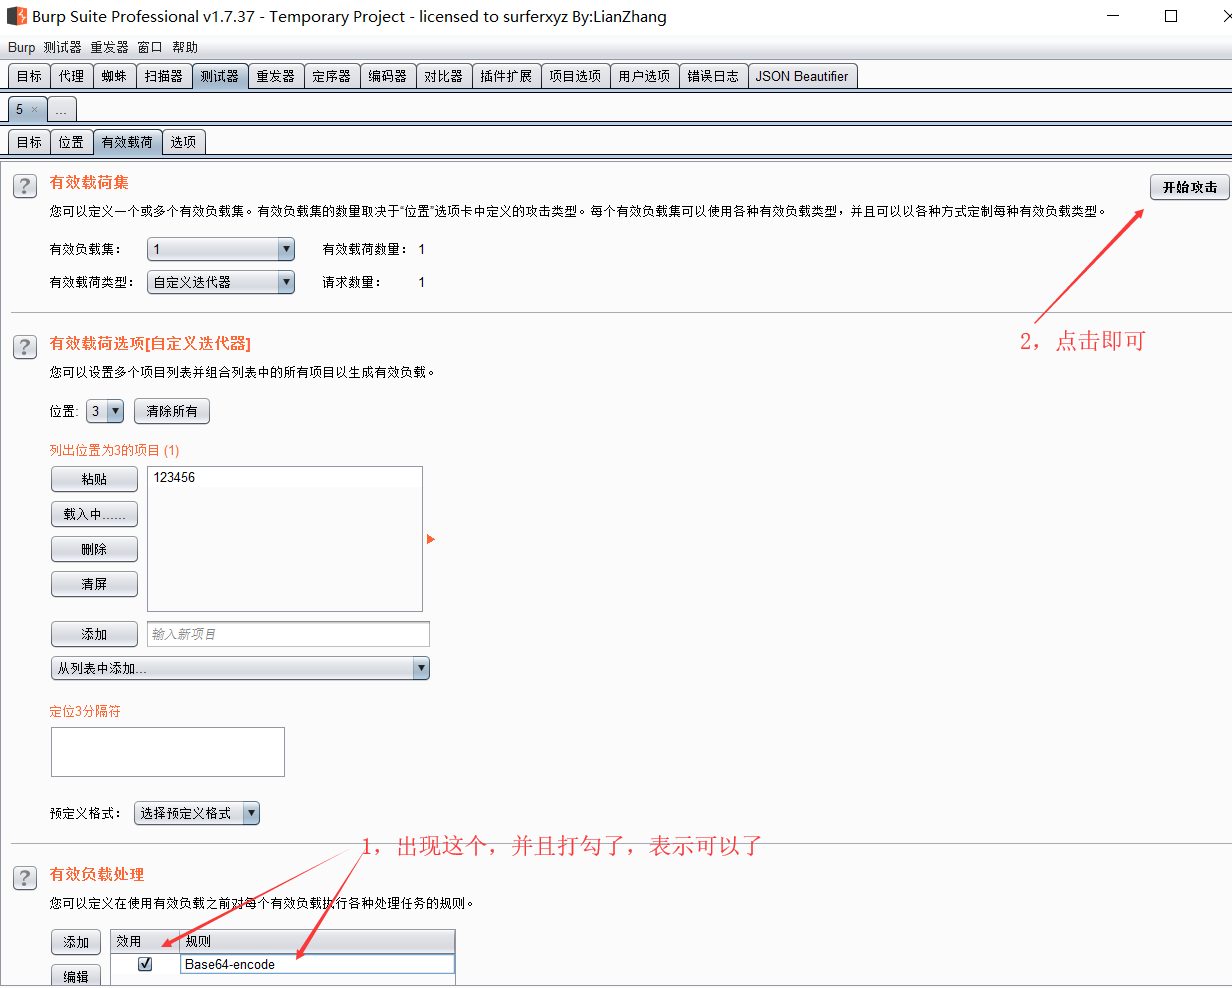 Burp Suite Professional v1.7.37 - Temporary Project - licensed to surferxyz By:LianZhang
Burp 测试器 重发器 窗口 帮助
目标 代理 蜘蛛 扫描器 测试器 重发器 定序器 编码器 对比器 插件扩展 项目选项 用户选项 错误日志 JSON Beautifier
5 × ...
目标 位置 有效载荷 选项
? 有效载荷集 开始攻击
您可以定义一个或多个有效负载集。有效负载集的数量取决于“位置”选项卡中定义的攻击类型。每个有效负载集可以使用各种有效负载类型，并且可以以各种方式定制每种有效负载类型。
有效负载集： 1 有效载荷数量： 1
有效载荷类型： 自定义迭代器 请求数量： 1
2，点击即可
? 有效载荷选项[自定义迭代器]
您可以设置多个项目列表并组合列表中的所有项目以生成有效负载。
位置: 3 清除所有
列出位置为3的项目 (1)
粘贴 123456
载入中......
删除
清屏
添加 输入新项目
从列表中添加...
定位3分隔符
预定义格式： 选择预定义格式
1，出现这个，并且打勾了，表示可以了
? 有效负载处理
您可以定义在使用有效负载之前对每个有效负载执行各种处理任务的规则。
添加 效用 规则
Base64-encode
编辑